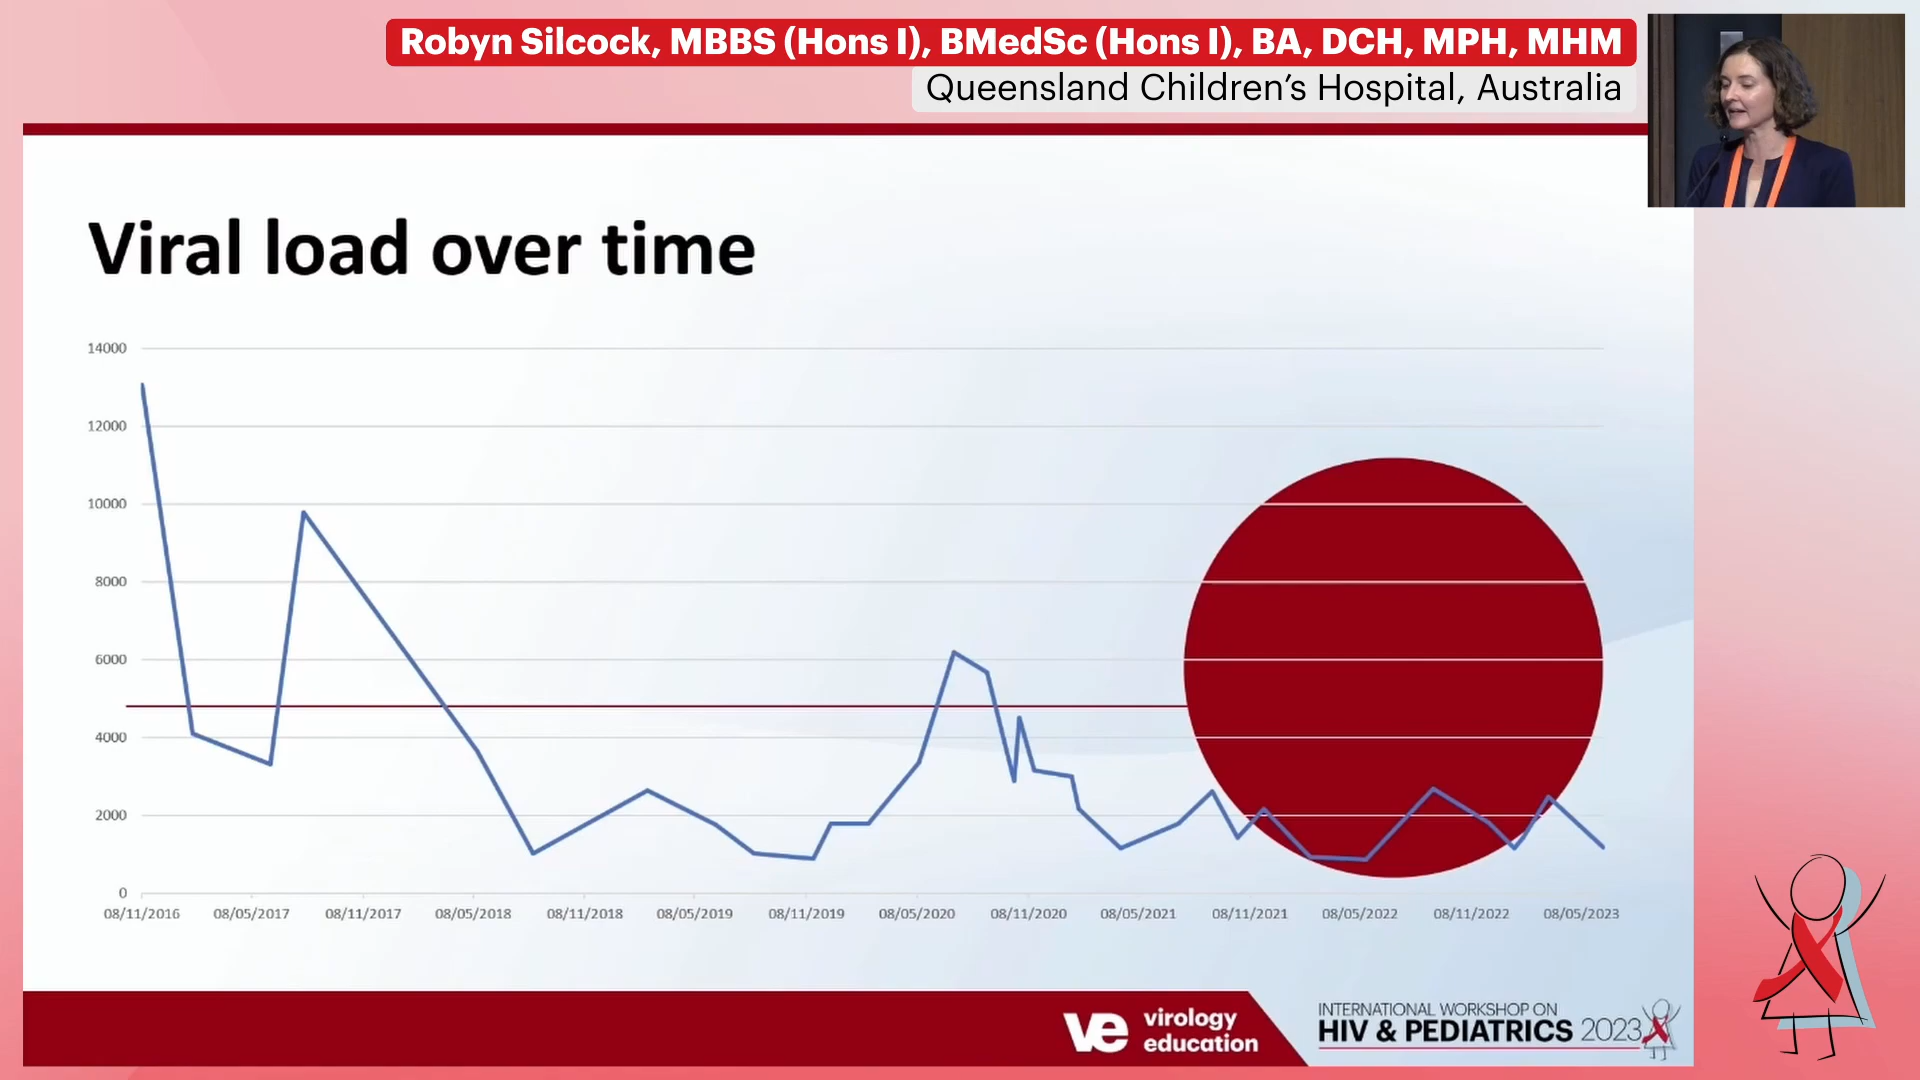 Robyn Silcock, MBBS (Hons I), BMedSc (Hons I), BA, DCH, MPH, MHM
Queensland Children's Hospital, Australia
Viral load over time
14000
12000
10000
8000
6000
4000
2000
0
08/11/2016 08/05/2017 08/11/2017 08/05/2018 08/11/2018 08/05/2019 08/11/2019 08/05/2020 08/11/2020 08/05/2021 08/11/2021 08/05/2022 08/11/2022 08/05/2023
ve virology
education
INTERNATIONAL WORKSHOP ON
HIV & PEDIATRICS 2023